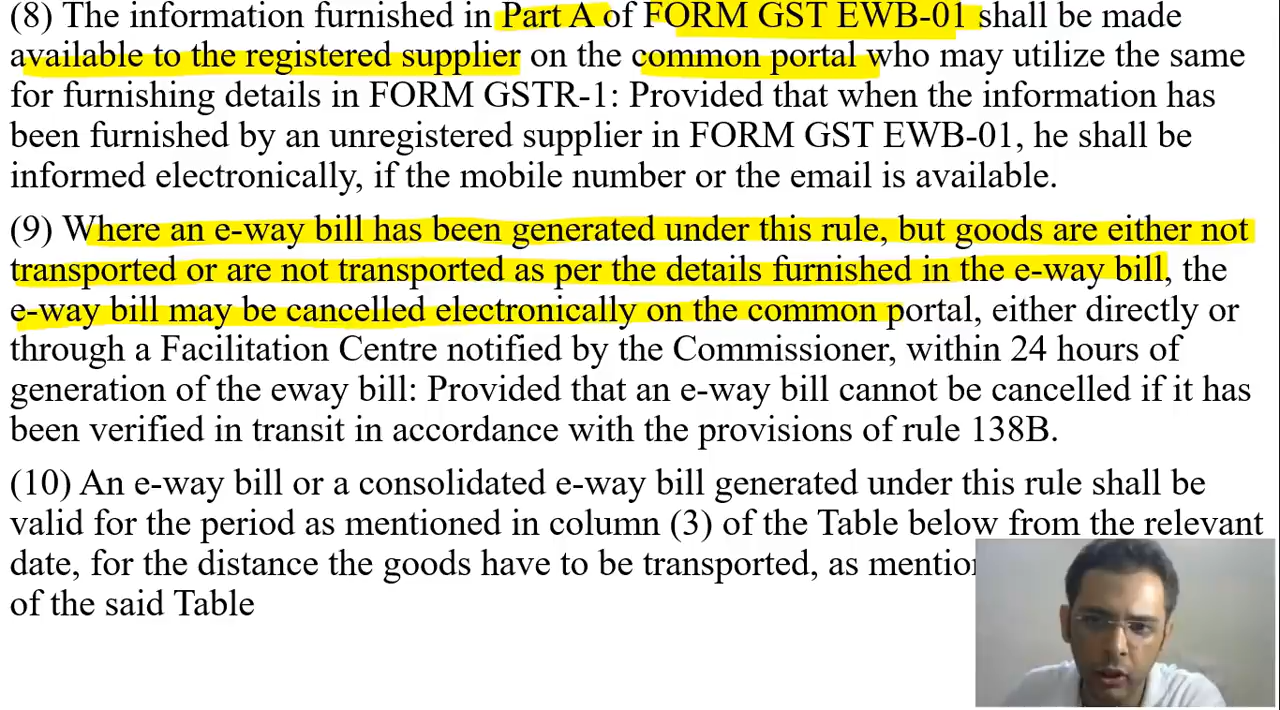 (8) The information furnished in Part A of FORM GST EWB-01 shall be made
available to the registered supplier on the common portal who may utilize the same
for furnishing details in FORM GSTR-1: Provided that when the information has
been furnished by an unregistered supplier in FORM GST EWB-01, he shall be
informed electronically, if the mobile number or the email is available.
(9) Where an e-way bill has been generated under this rule, but goods are either not
transported or are not transported as per the details furnished in the e-way bill, the
e-way bill may be cancelled electronically on the common portal, either directly or
through a Facilitation Centre notified by the Commissioner, within 24 hours of
generation of the eway bill: Provided that an e-way bill cannot be cancelled if it has
been verified in transit in accordance with the provisions of rule 138B.
(10) An e-way bill or a consolidated e-way bill generated under this rule shall be
valid for the period as mentioned in column (3) of the Table below from the relevant
date, for the distance the goods have to be transported, as
of the said Table